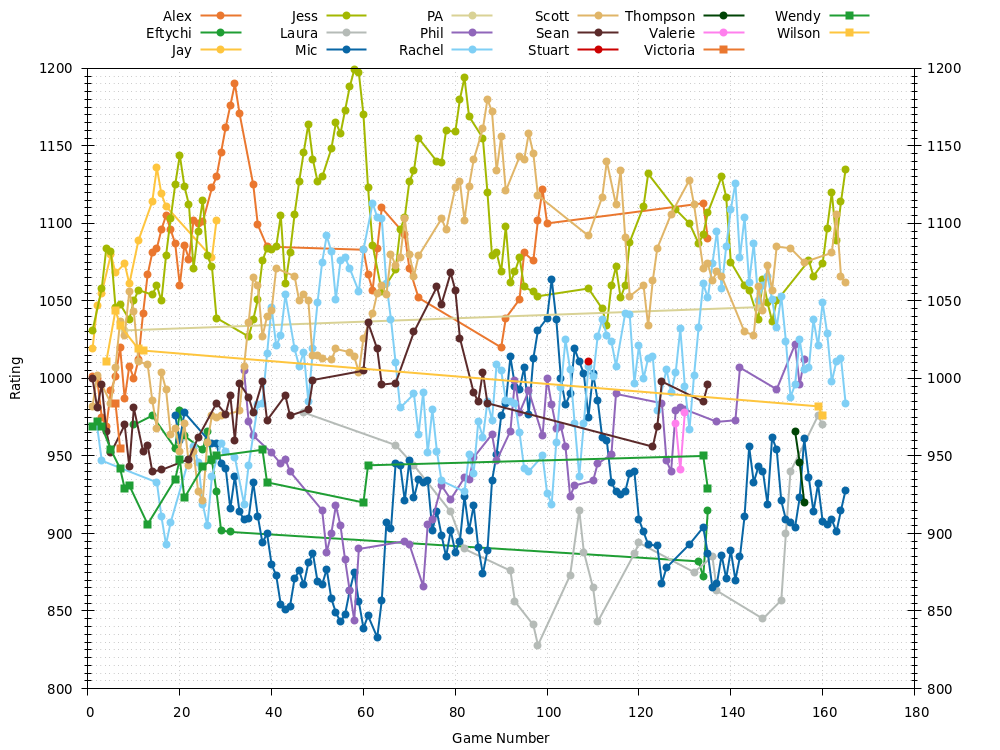 Alex Jess PA Scott Thompson Wendy
Eftychi Laura Phil Sean Valerie Wilson
Jay Mic Rachel Stuart Victoria
1200 1200
1150 1150
1100 1100
1050 1050
1000 1000
950 950
900 900
850 850
800 800
Rating
0 20 40 60 80 100 120 140 160 180
Game Number